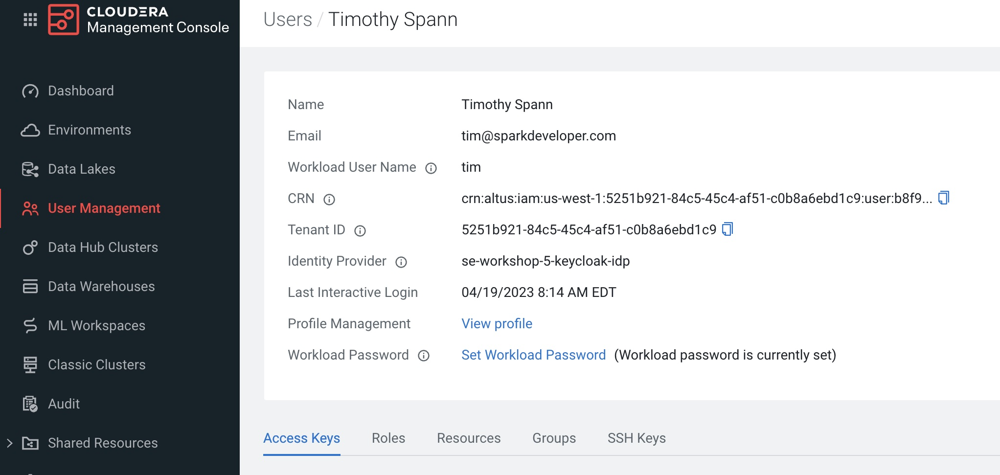 CLOUDERA
Management Console
Dashboard
Environments
Data Lakes
User Management
Data Hub Clusters
Data Warehouses
ML Workspaces
Classic Clusters
Audit
Shared Resources
Users / Timothy Spann
Name Timothy Spann
Email tim@sparkdeveloper.com
Workload User Name tim
CRN crn:altus:iam:us-west-1:5251b921-84c5-45c4-af51-c0b8a6ebd1c9:user:b8f9...
Tenant ID 5251b921-84c5-45c4-af51-c0b8a6ebd1c9
Identity Provider se-workshop-5-keycloak-idp
Last Interactive Login 04/19/2023 8:14 AM EDT
Profile Management View profile
Workload Password Set Workload Password (Workload password is currently set)
Access Keys Roles Resources Groups SSH Keys